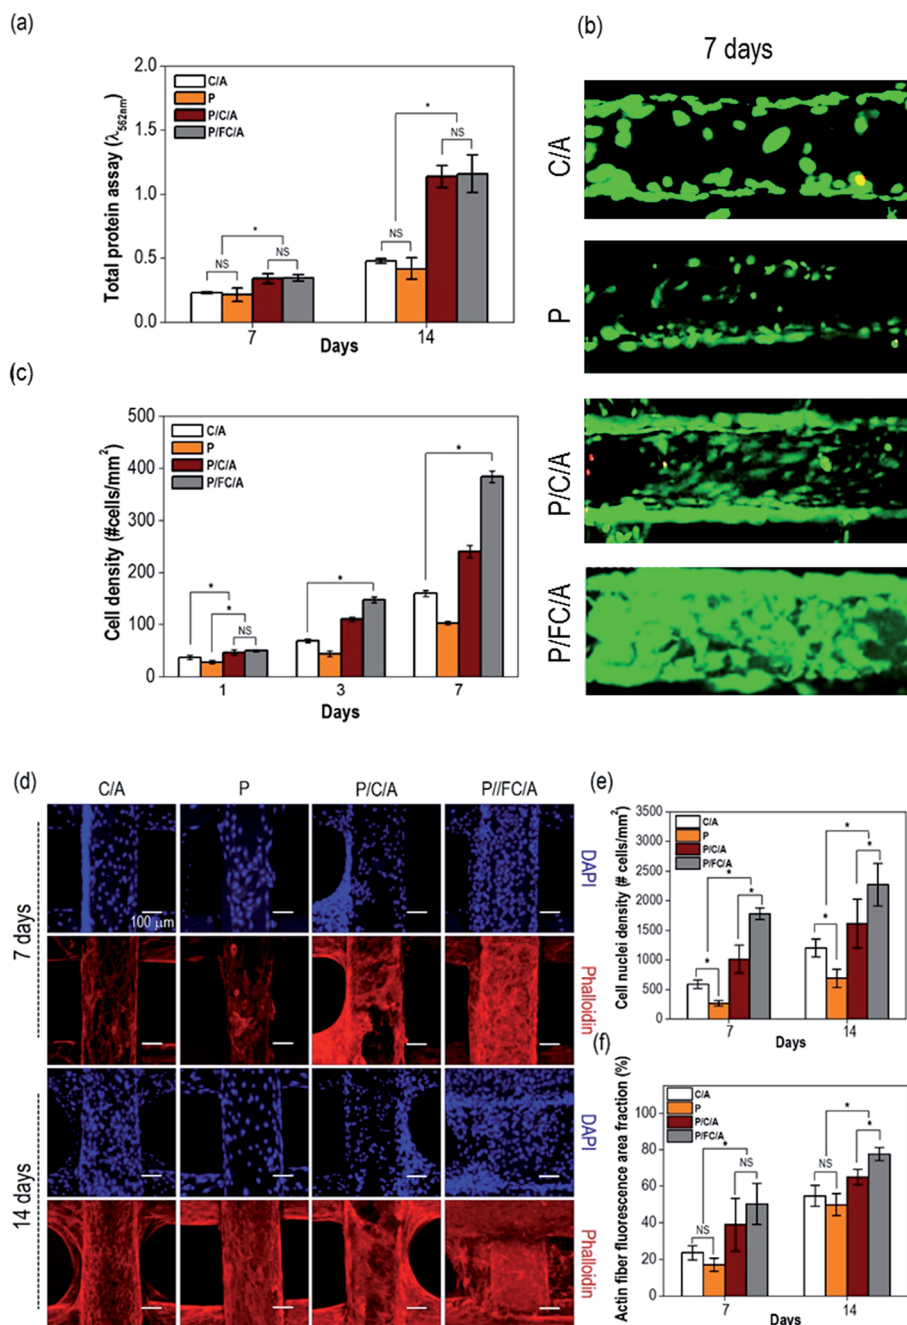 (a)
Total protein assay (λ562nm)
2.0
1.5
1.0
0.5
0.0
C/A
P
P/C/A
P/FC/A
*
NS
NS
*
NS
NS
7
14
Days
(b)
7 days
C/A
P
P/C/A
P/FC/A
(c)
Cell density (#cells/mm²)
500
400
300
200
100
0
C/A
P
P/C/A
P/FC/A
*
*
NS
*
*
1
3
7
Days
(d)
C/A
P
P/C/A
P//FC/A
7 days
14 days
100 μm
DAPI
Phalloidin
DAPI
Phalloidin
(e)
Cell nuclei density (# cells/mm²)
3500
3000
2500
2000
1500
1000
500
0
C/A
P
P/C/A
P/FC/A
*
*
*
*
*
*
7
14
Days
(f)
Actin fiber fluorescence area fraction (%)
100
80
60
40
20
0
C/A
P
P/C/A
P/FC/A
NS
*
NS
NS
*
*
7
14
Days